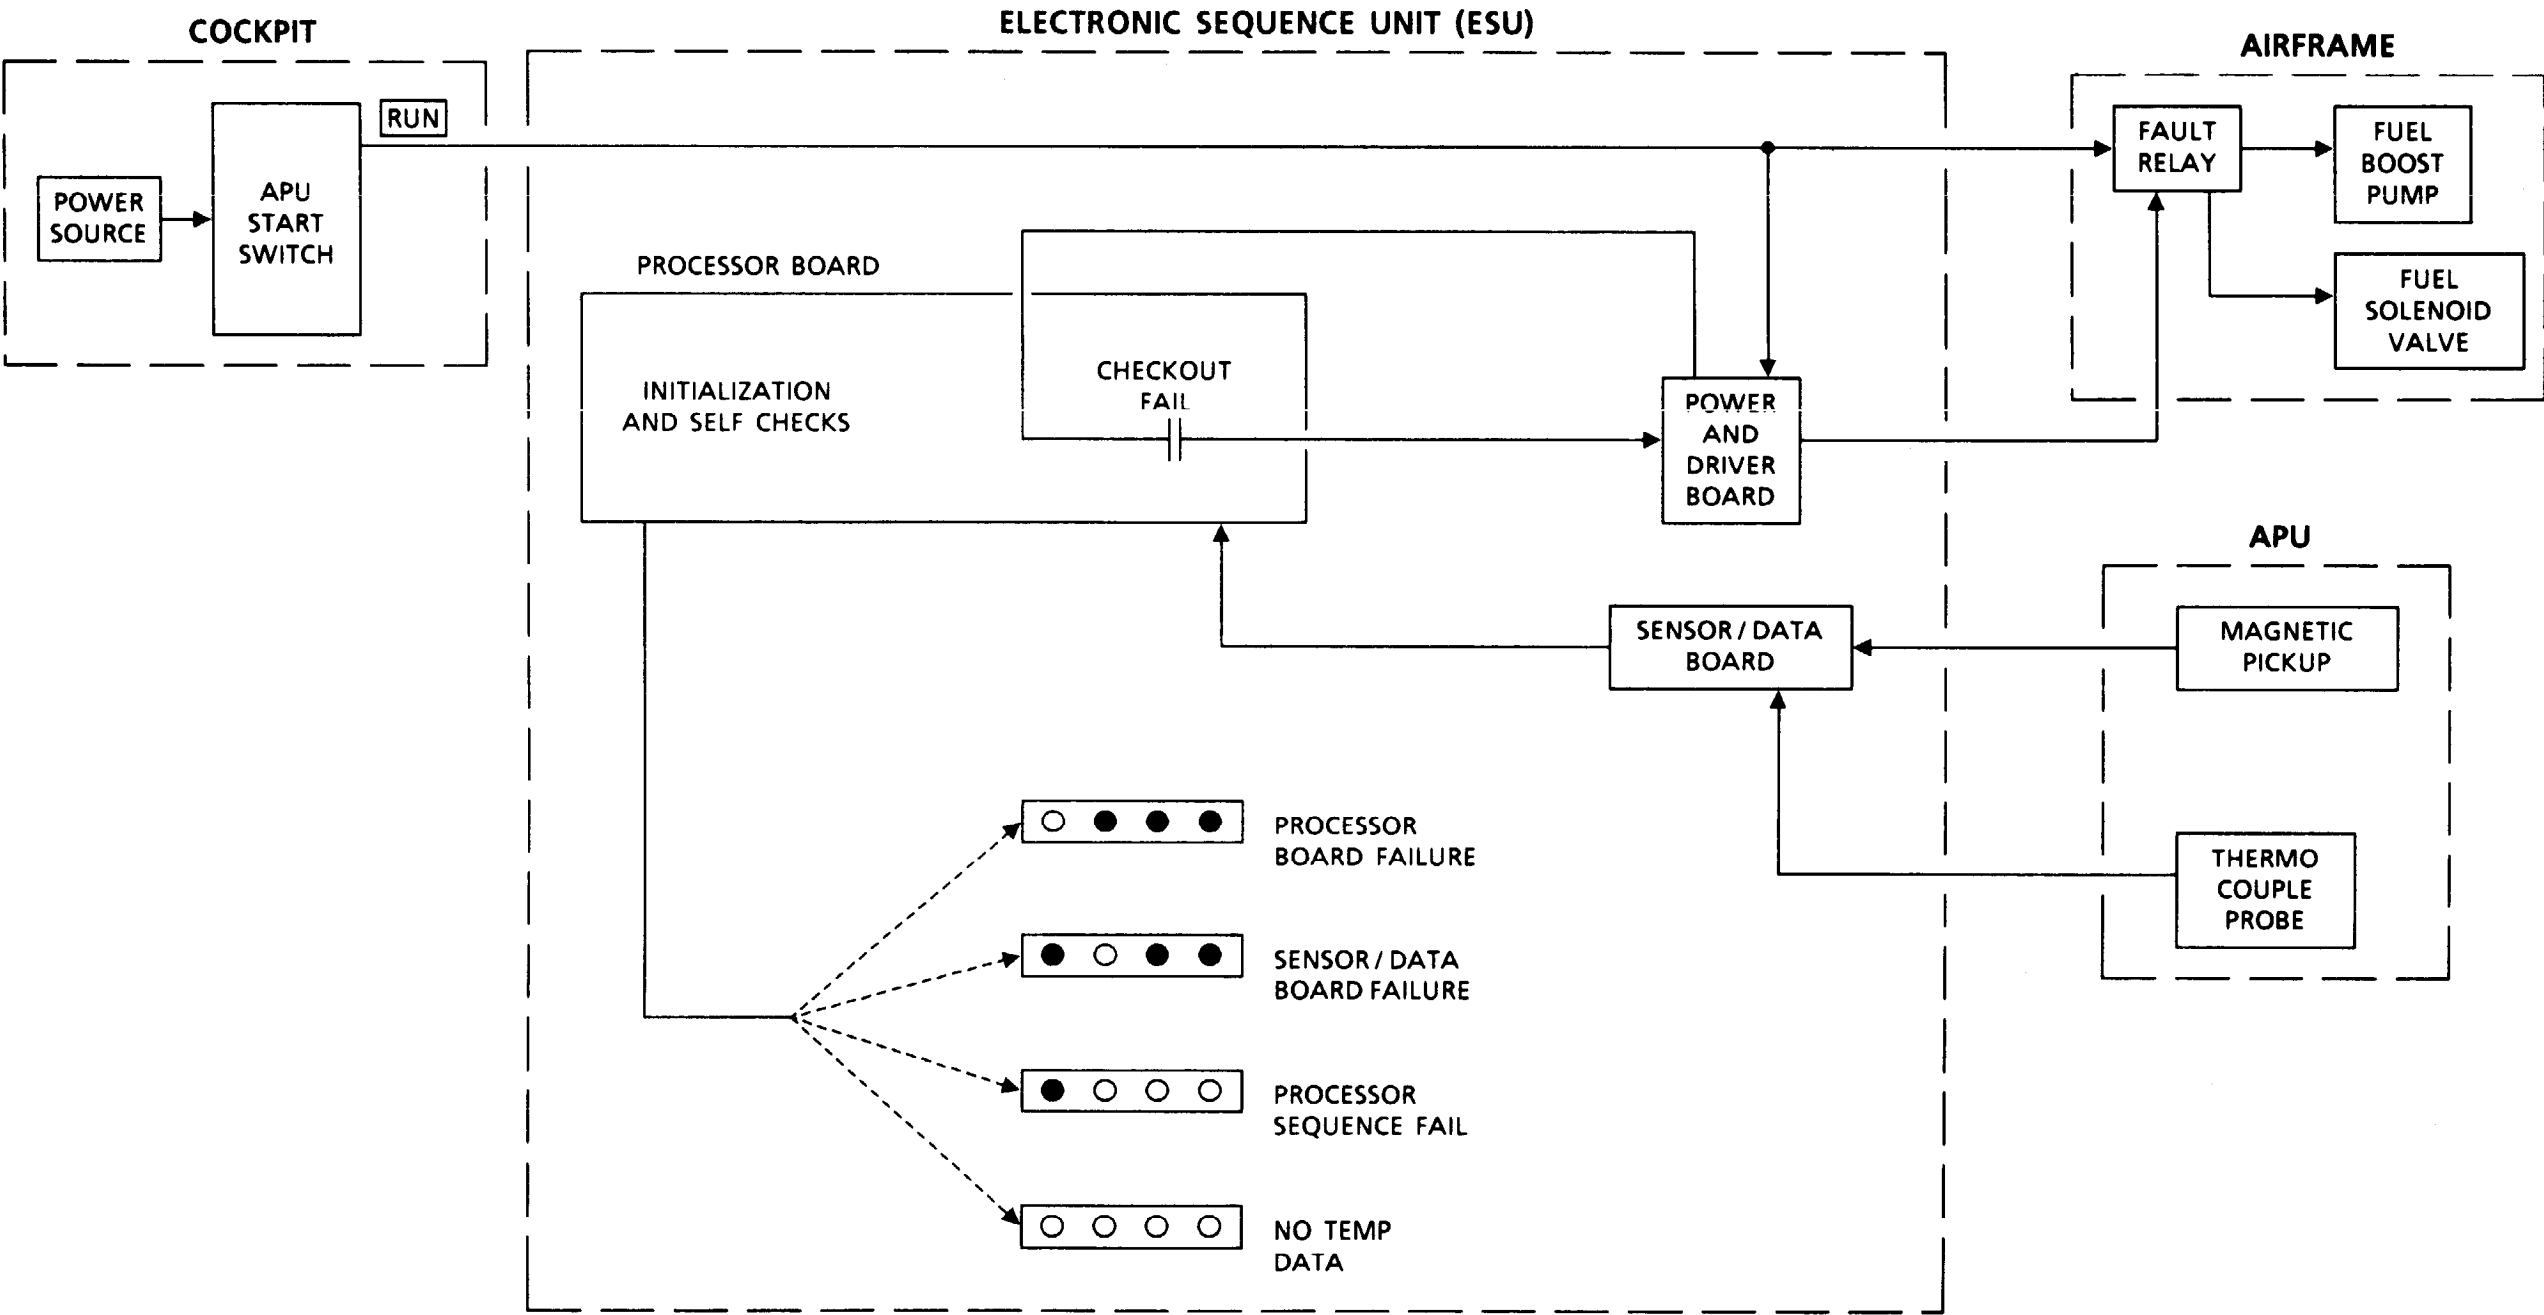 ELECTRONIC SEQUENCE UNIT (ESU)
COCKPIT
RUN
POWER
SOURCE
APU
START
SWITCH
PROCESSOR BOARD
INITIALIZATION
AND SELF CHECKS
CHECKOUT
FAIL
POWER
AND
DRIVER
BOARD
SENSOR / DATA
BOARD
PROCESSOR
BOARD FAILURE
SENSOR / DATA
BOARD FAILURE
PROCESSOR
SEQUENCE FAIL
NO TEMP
DATA
AIRFRAME
FAULT
RELAY
FUEL
BOOST
PUMP
FUEL
SOLENOID
VALVE
APU
MAGNETIC
PICKUP
THERMO
COUPLE
PROBE